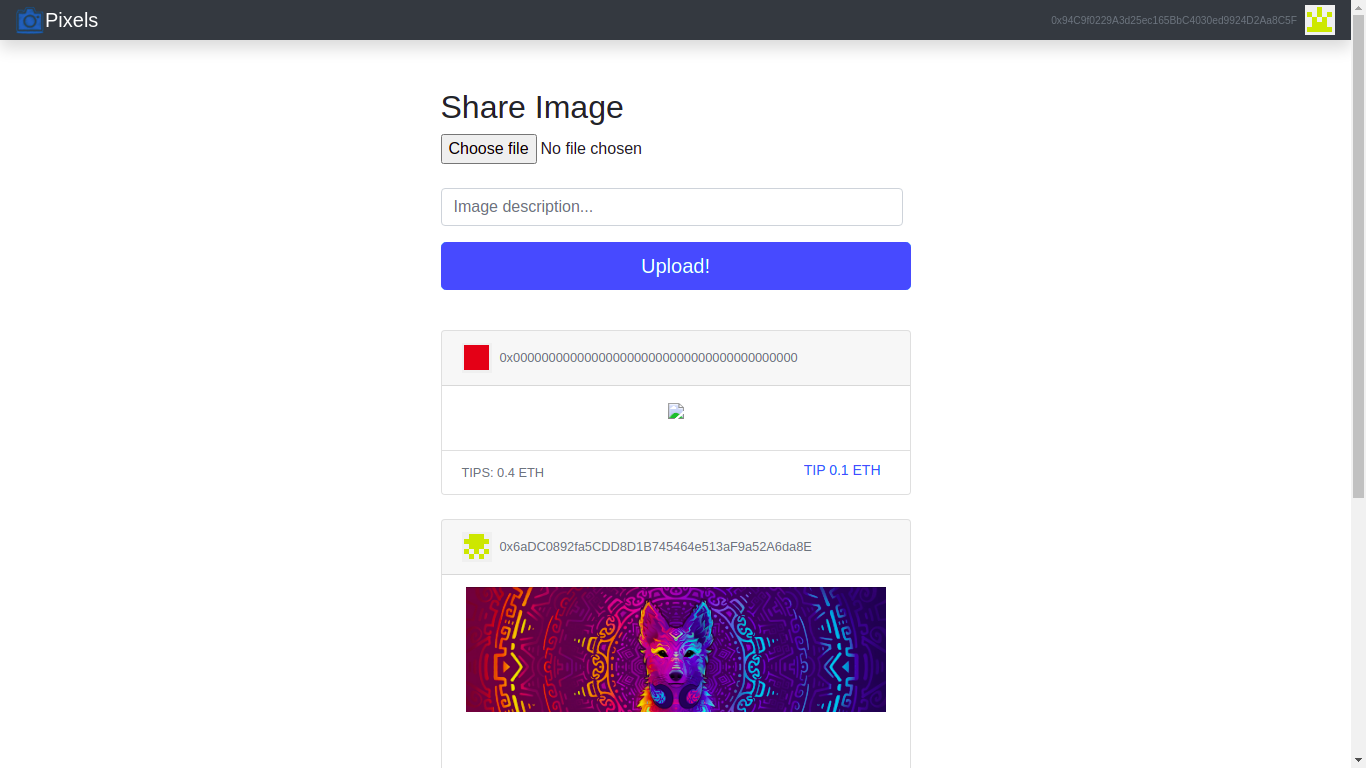 Pixels
0x94C9f0229A3d25ec165BbC4030ed9924D2Aa8C5F
Share Image
Choose file No file chosen
Image description...
Upload!
0x0000000000000000000000000000000000000000
TIPS: 0.4 ETH
TIP 0.1 ETH
0x6aDC0892fa5CDD8D1B745464e513aF9a52A6da8E